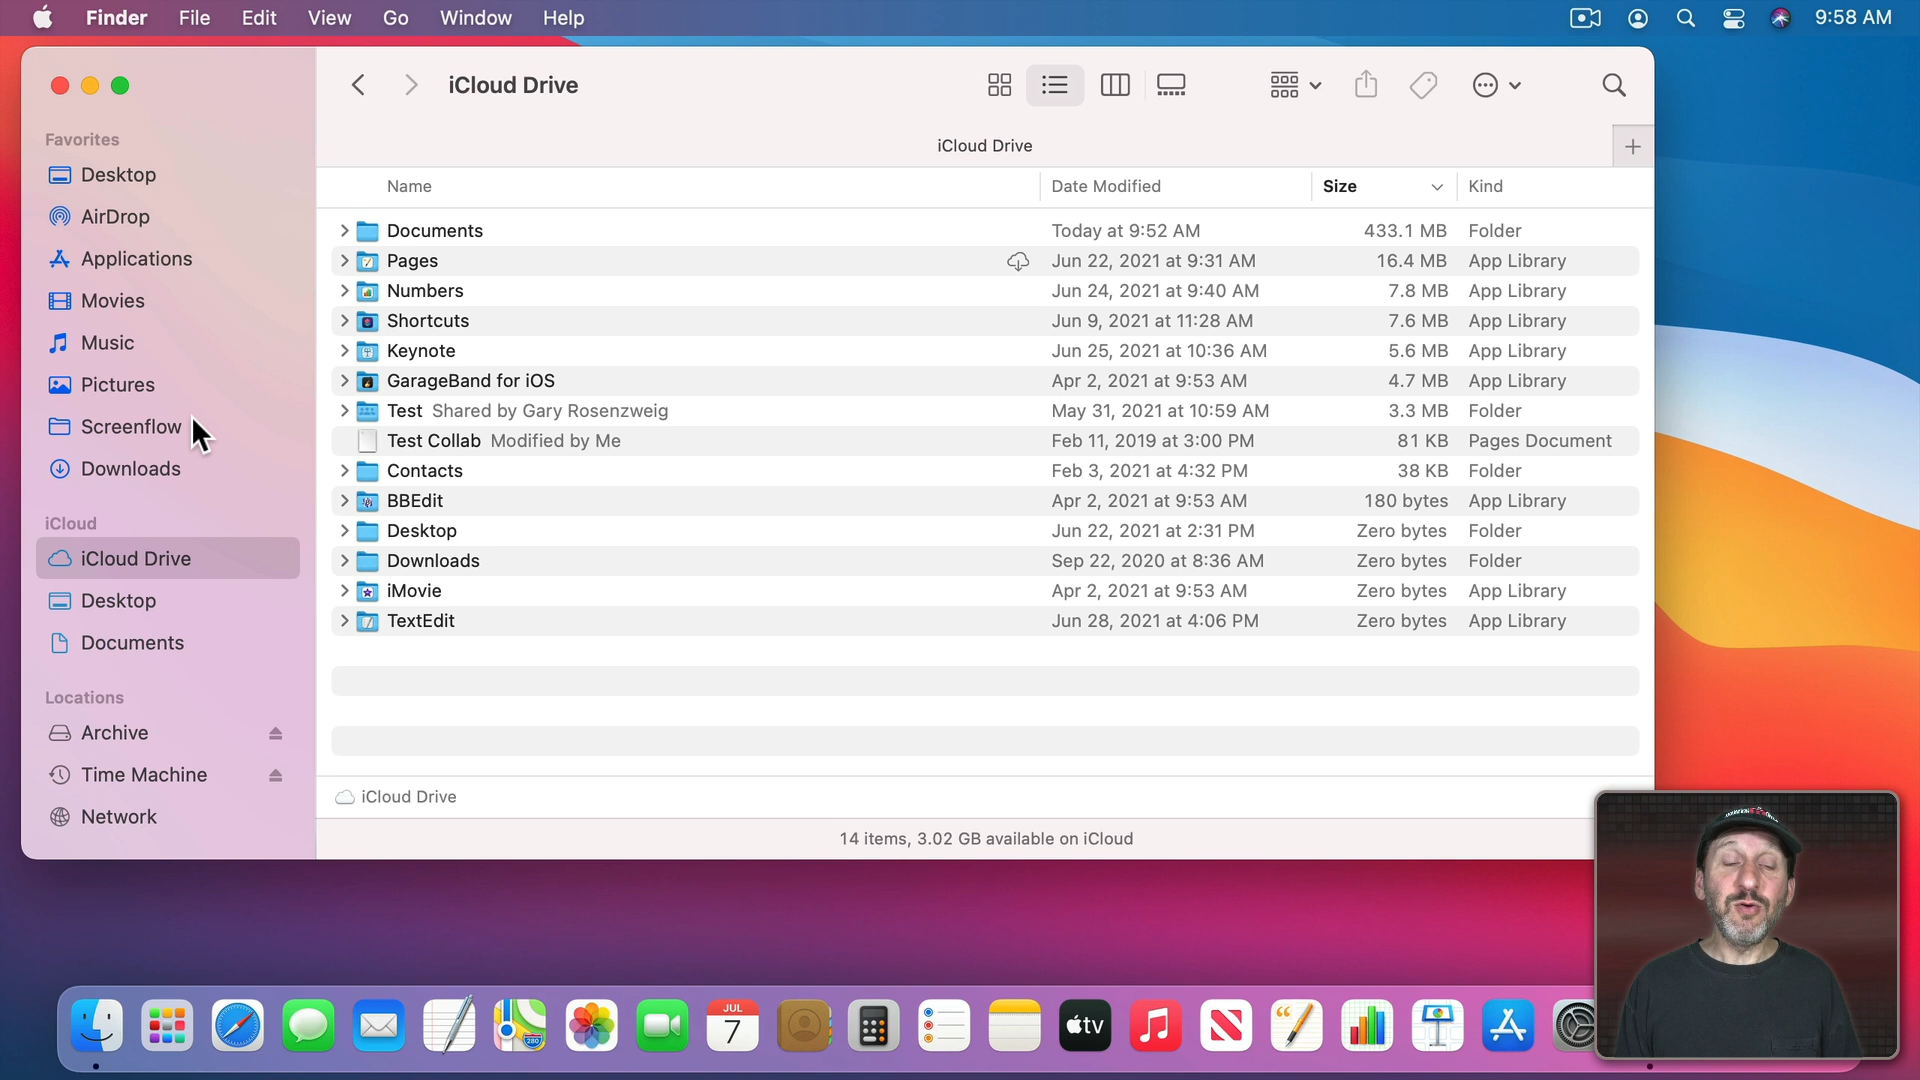 Finder File Edit View Go Window Help 9:58 AM
iCloud Drive
iCloud Drive
Favorites
Desktop
AirDrop
Applications
Movies
Music
Pictures
Screenflow
Downloads
iCloud
iCloud Drive
Desktop
Documents
Locations
Archive
Time Machine
Network
Name Date Modified Size Kind
Documents Today at 9:52 AM 433.1 MB Folder
Pages Jun 22, 2021 at 9:31 AM 16.4 MB App Library
Numbers Jun 24, 2021 at 9:40 AM 7.8 MB App Library
Shortcuts Jun 9, 2021 at 11:28 AM 7.6 MB App Library
Keynote Jun 25, 2021 at 10:36 AM 5.6 MB App Library
GarageBand for iOS Apr 2, 2021 at 9:53 AM 4.7 MB App Library
Test Shared by Gary Rosenzweig May 31, 2021 at 10:59 AM 3.3 MB Folder
Test Collab Modified by Me Feb 11, 2019 at 3:00 PM 81 KB Pages Document
Contacts Feb 3, 2021 at 4:32 PM 38 KB Folder
BBEdit Apr 2, 2021 at 9:53 AM 180 bytes App Library
Desktop Jun 22, 2021 at 2:31 PM Zero bytes Folder
Downloads Sep 22, 2020 at 8:36 AM Zero bytes Folder
iMovie Apr 2, 2021 at 9:53 AM Zero bytes App Library
TextEdit Jun 28, 2021 at 4:06 PM Zero bytes App Library
iCloud Drive
14 items, 3.02 GB available on iCloud
280
JUL
7
tv